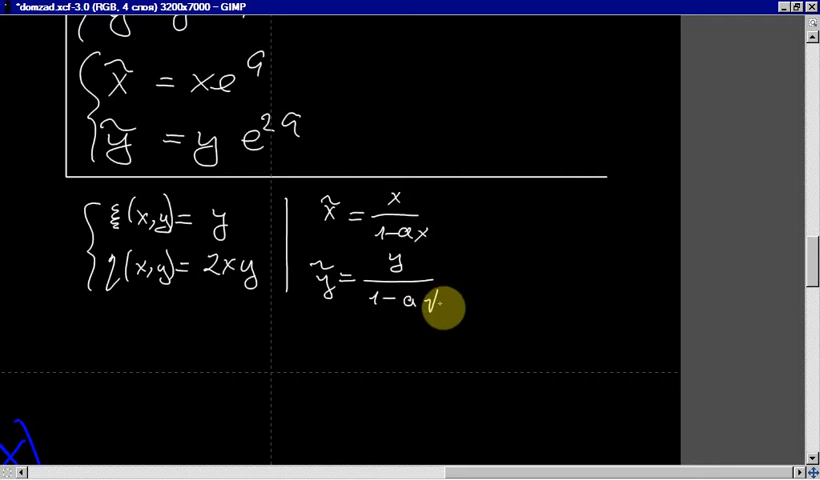 *domzad.xcf-3.0 (RGB, 4 слоя) 3200x7000 – GIMP
x̃ = xe^a
ỹ = y e^2a
ξ(x,y) = y
η(x,y) = 2xy
x̃ = x/(1-ax)
ỹ = y/(1-a